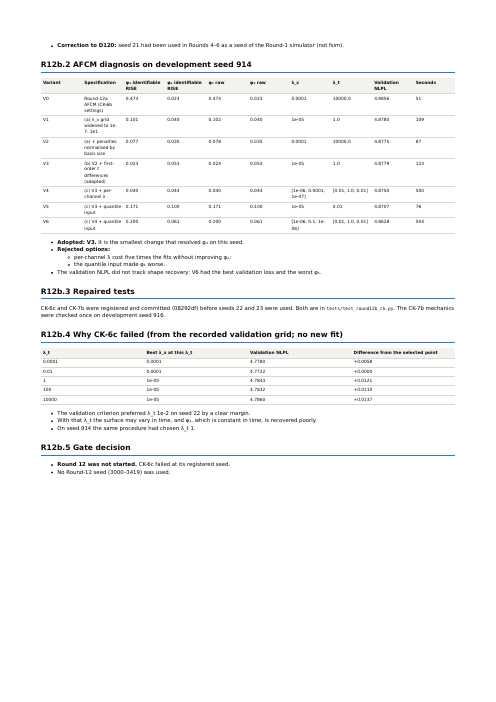 Correction to D120: seed 21 had been used in Rounds 4–6 as a seed of the Round-1 simulator (not fsim).
R12b.2 AFCM diagnosis on development seed 914
Variant Specification φ₁ identifiable RISE φ₂ identifiable RISE φ₁ raw φ₂ raw λ_x λ_t Validation NLPL Seconds
V0 Round-12a AFCM (CK-6b settings) 0.473 0.023 0.474 0.023 0.0001 10000.0 4.8856 51
V1 (a) λ_x grid widened to 1e-7..1e1 0.101 0.040 0.102 0.040 1e-05 1.0 4.8780 109
V2 (a) + penalties normalised by basis size 0.077 0.035 0.078 0.035 0.0001 10000.0 4.8775 87
V3 (b) V2 + first-order t differences (adopted) 0.023 0.053 0.024 0.053 1e-05 1.0 4.8779 123
V4 (c) V3 + per-channel λ 0.040 0.044 0.040 0.044 [1e-06, 0.0001, 1e-07] [0.01, 1.0, 0.01] 4.8750 500
V5 (c) V3 + quantile input 0.171 0.100 0.171 0.100 1e-05 0.01 4.8707 76
V6 (c) V4 + quantile input 0.200 0.061 0.200 0.061 [1e-06, 0.1, 1e-06] [0.01, 1.0, 0.01] 4.8628 504
Adopted: V3. It is the smallest change that resolved φ₁ on this seed.
Rejected options:
per-channel λ cost five times the fits without improving φ₁;
the quantile input made φ₁ worse.
The validation NLPL did not track shape recovery: V6 had the best validation loss and the worst φ₁.
R12b.3 Repaired tests
CK-6c and CK-7b were registered and committed (08292df) before seeds 22 and 23 were used. Both are in tests/test_round12b_ck.py. The CK-7b mechanics
were checked once on development seed 916.
R12b.4 Why CK-6c failed (from the recorded validation grid; no new fit)
λ_t Best λ_x at this λ_t Validation NLPL Difference from the selected point
0.0001 0.0001 4.7780 +0.0058
0.01 0.0001 4.7722 +0.0000
1 1e-05 4.7843 +0.0121
100 1e-05 4.7832 +0.0110
10000 1e-05 4.7860 +0.0137
The validation criterion preferred λ_t 1e-2 on seed 22 by a clear margin.
With that λ_t the surface may vary in time, and φ₁, which is constant in time, is recovered poorly.
On seed 914 the same procedure had chosen λ_t 1.
R12b.5 Gate decision
Round 12 was not started. CK-6c failed at its registered seed.
No Round-12 seed (3000–3419) was used.